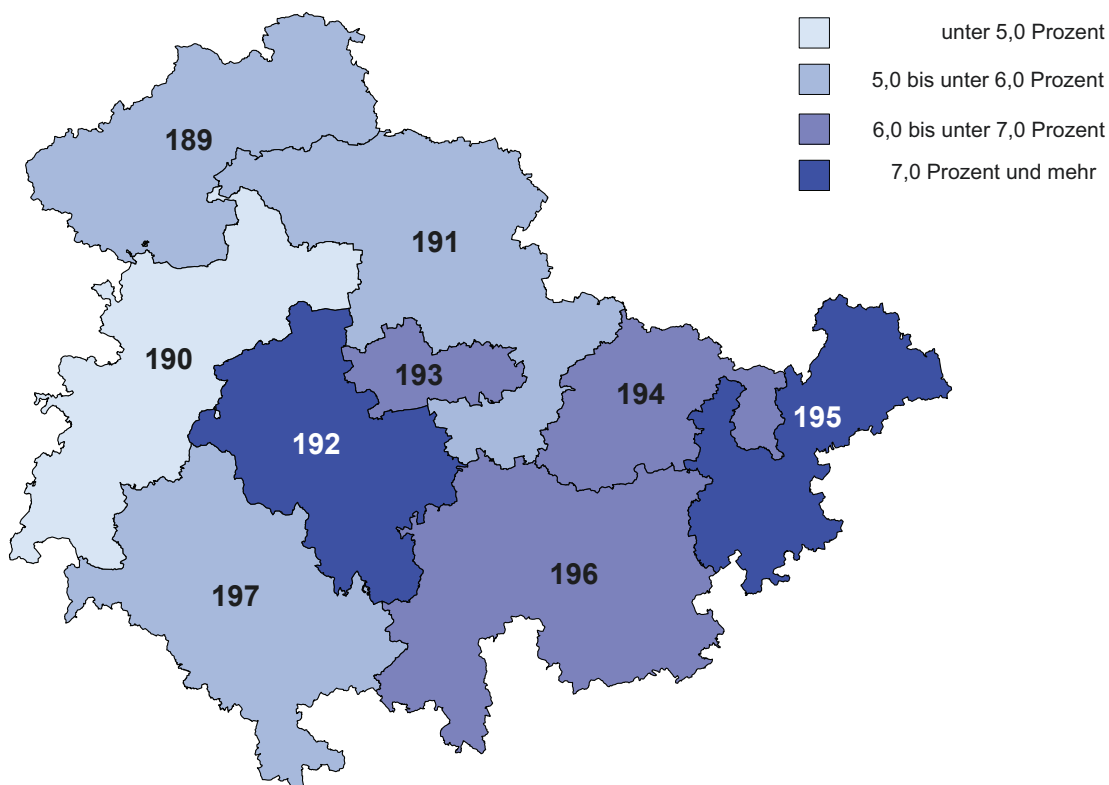 unter 5,0 Prozent
5,0 bis unter 6,0 Prozent
6,0 bis unter 7,0 Prozent
7,0 Prozent und mehr
189
191
190
193
194
195
192
196
197